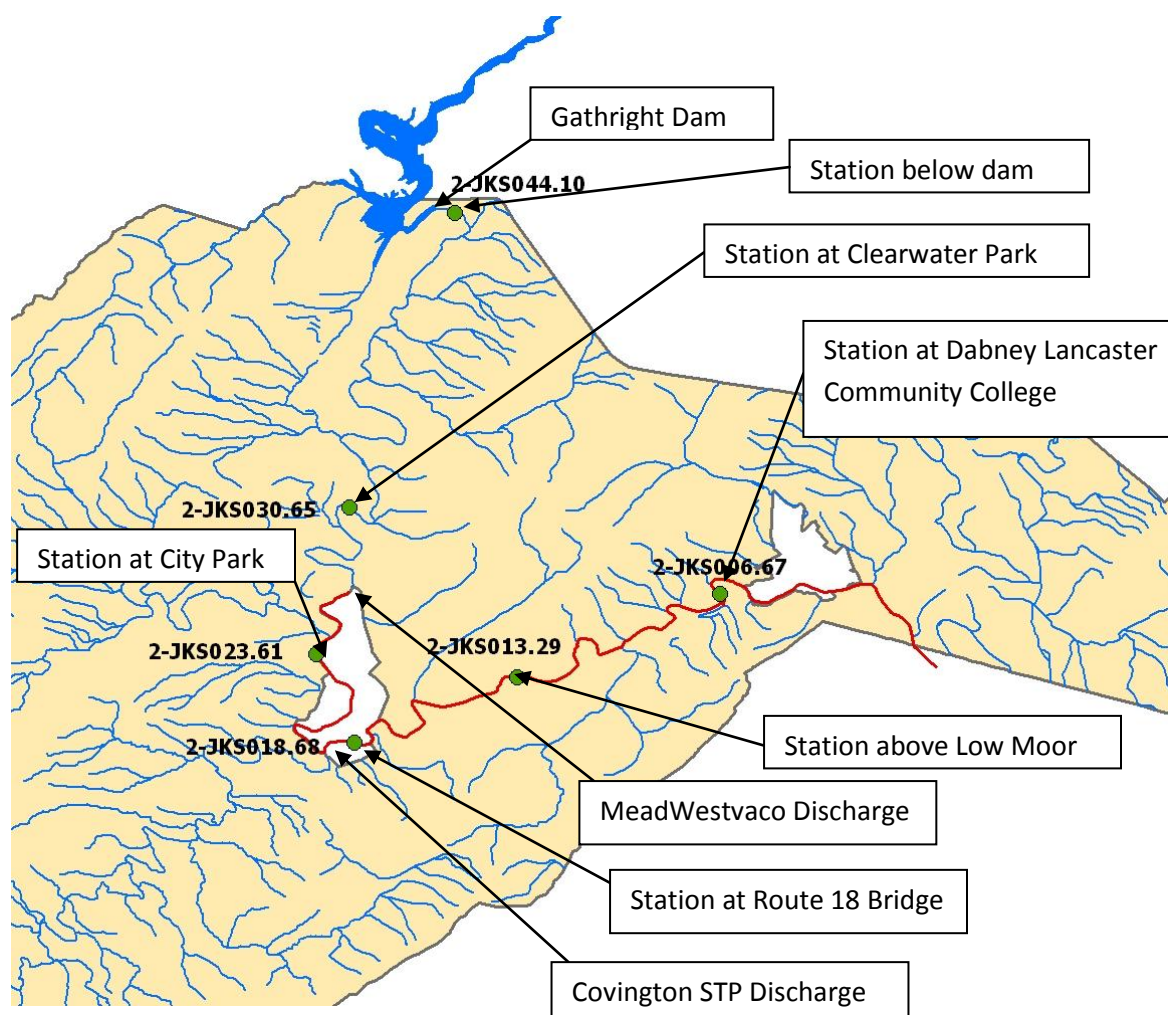 Gathright Dam
Station below dam
2-JKS044.10
Station at Clearwater Park
Station at Dabney Lancaster
Community College
2-JKS030.65
Station at City Park
2-JKS006.67
2-JKS023.61
2-JKS013.29
2-JKS018.68
Station above Low Moor
MeadWestvaco Discharge
Station at Route 18 Bridge
Covington STP Discharge